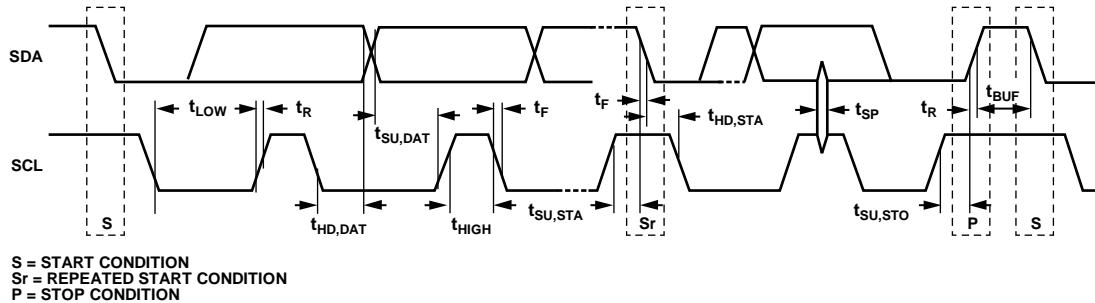 SDA
tLOW
tR
tSU,DAT
tF
tF
tHD,STA
tSP
tR
tBUF
SCL
S
tHD,DAT
tHIGH
tSU,STA
Sr
tSU,STO
P
S
S = START CONDITION
Sr = REPEATED START CONDITION
P = STOP CONDITION